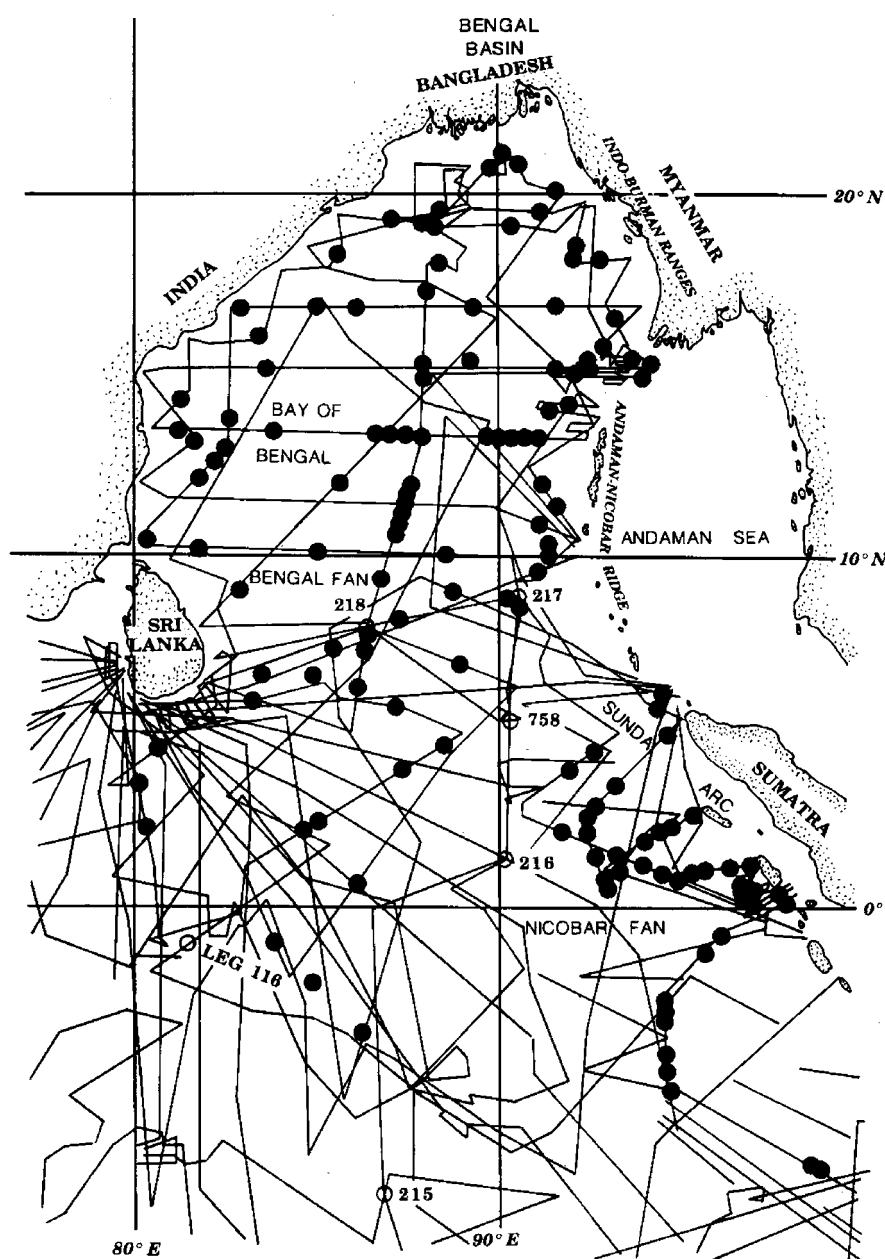 BENGAL
BASIN
BANGLADESH
INDO-BURMAN RANGES
MYANMAR
20° N
INDIA
BAY OF
BENGAL
ANDAMAN-NICOBAR RIDGE
ANDAMAN SEA
10° N
BENGAL FAN
217
218
SRI
LANKA
758
SUNDA
ARC
SUMATRA
216
0°
NICOBAR FAN
LEG 116
215
80° E
90° E